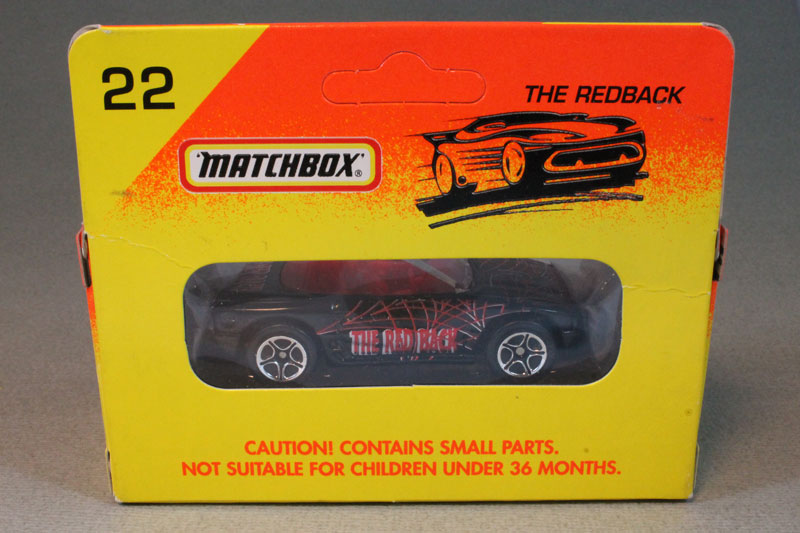 22
THE REDBACK
'MATCHBOX'®
THE RED BACK
CAUTION! CONTAINS SMALL PARTS.
NOT SUITABLE FOR CHILDREN UNDER 36 MONTHS.